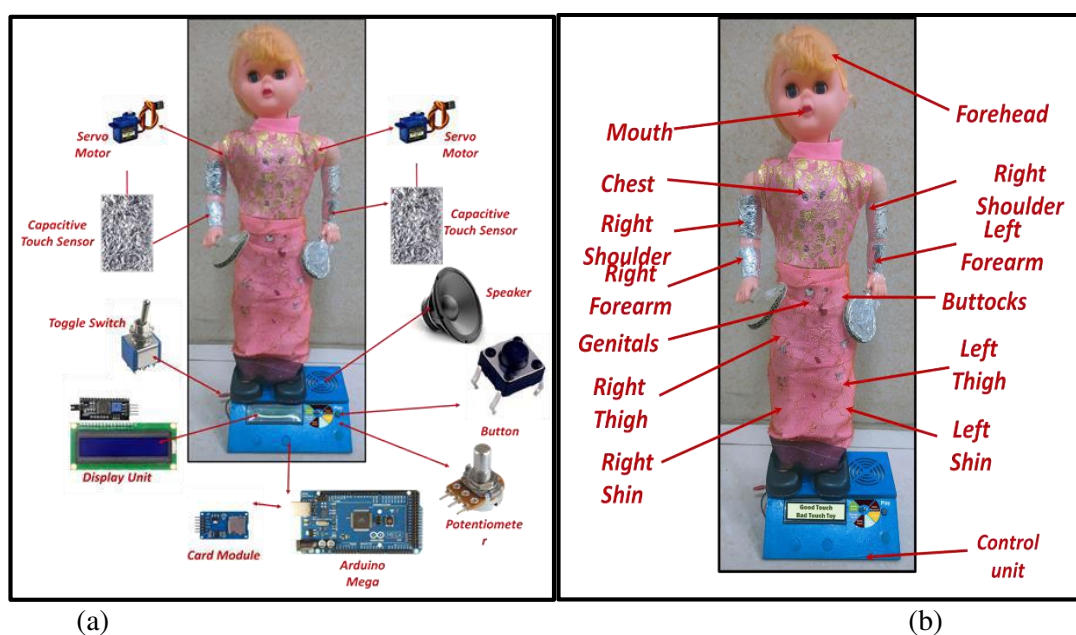 Servo
Motor
Servo
Motor
Capacitive
Touch Sensor
Capacitive
Touch Sensor
Speaker
Toggle Switch
Button
Display Unit
Potentiomete
r
Card Module
Arduino
Mega
(a)
Forehead
Mouth
Chest
Right
Shoulder
Right
Shoulder
Right
Forearm
Left
Forearm
Buttocks
Genitals
Left
Thigh
Right
Thigh
Left
Shin
Right
Shin
Good Touch
Bad Touch Toy
Play
Control
unit
(b)